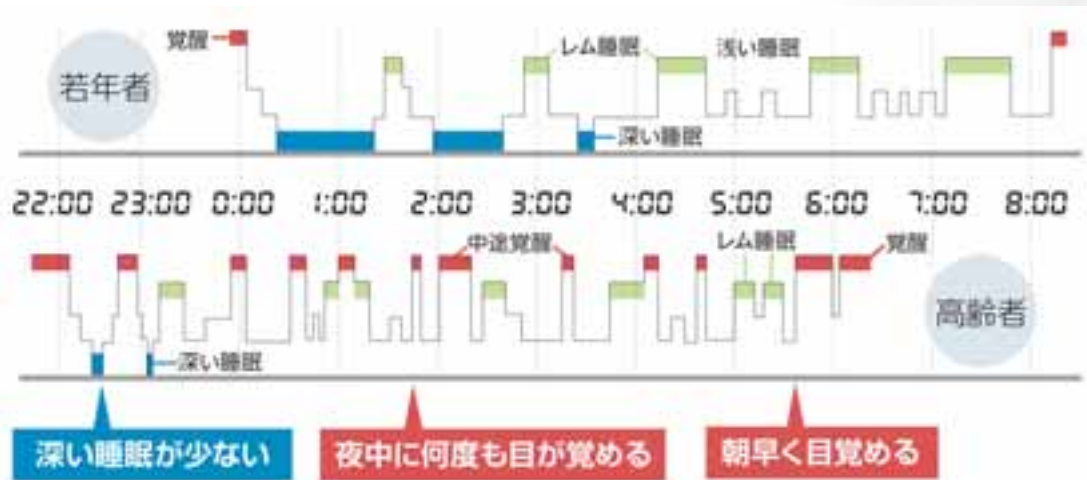 覚醒
レム睡眠
浅い睡眠
若年者
深い睡眠
22:00 23:00 0:00 1:00 2:00 3:00 4:00 5:00 6:00 7:00 8:00
中途覚醒
レム睡眠
覚醒
高齢者
深い睡眠
深い睡眠が少ない
夜中に何度も目が覚める
朝早く目覚める